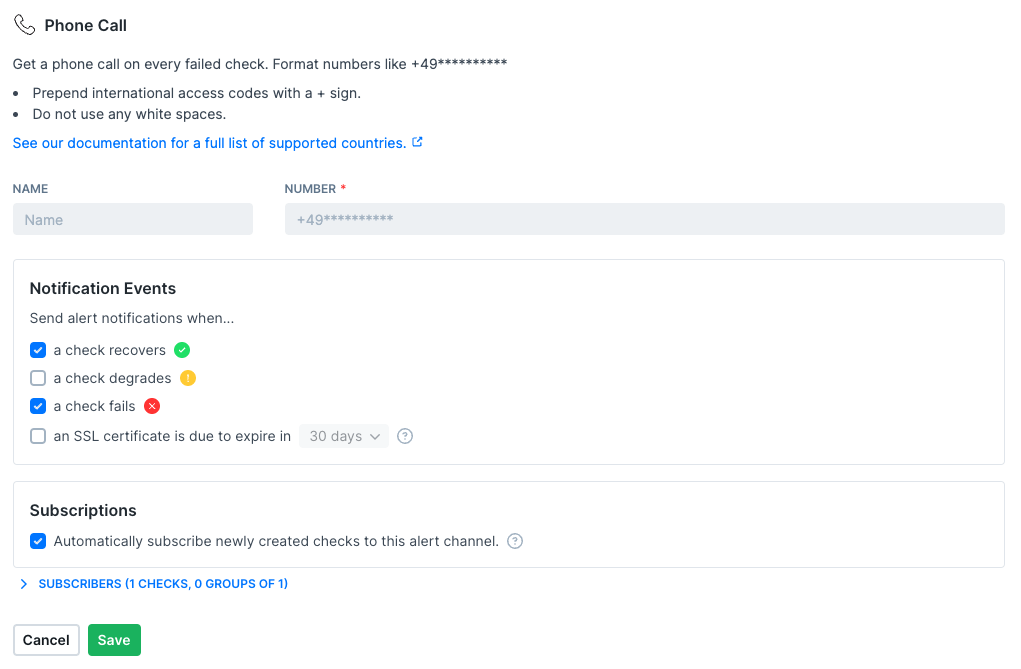 Phone Call
Get a phone call on every failed check. Format numbers like +49**********
• Prepend international access codes with a + sign.
• Do not use any white spaces.
See our documentation for a full list of supported countries.
NAME
NUMBER *
Name
+49**********
Notification Events
Send alert notifications when...
a check recovers
a check degrades
a check fails
an SSL certificate is due to expire in 30 days
Subscriptions
Automatically subscribe newly created checks to this alert channel.
SUBSCRIBERS (1 CHECKS, 0 GROUPS OF 1)
Cancel Save